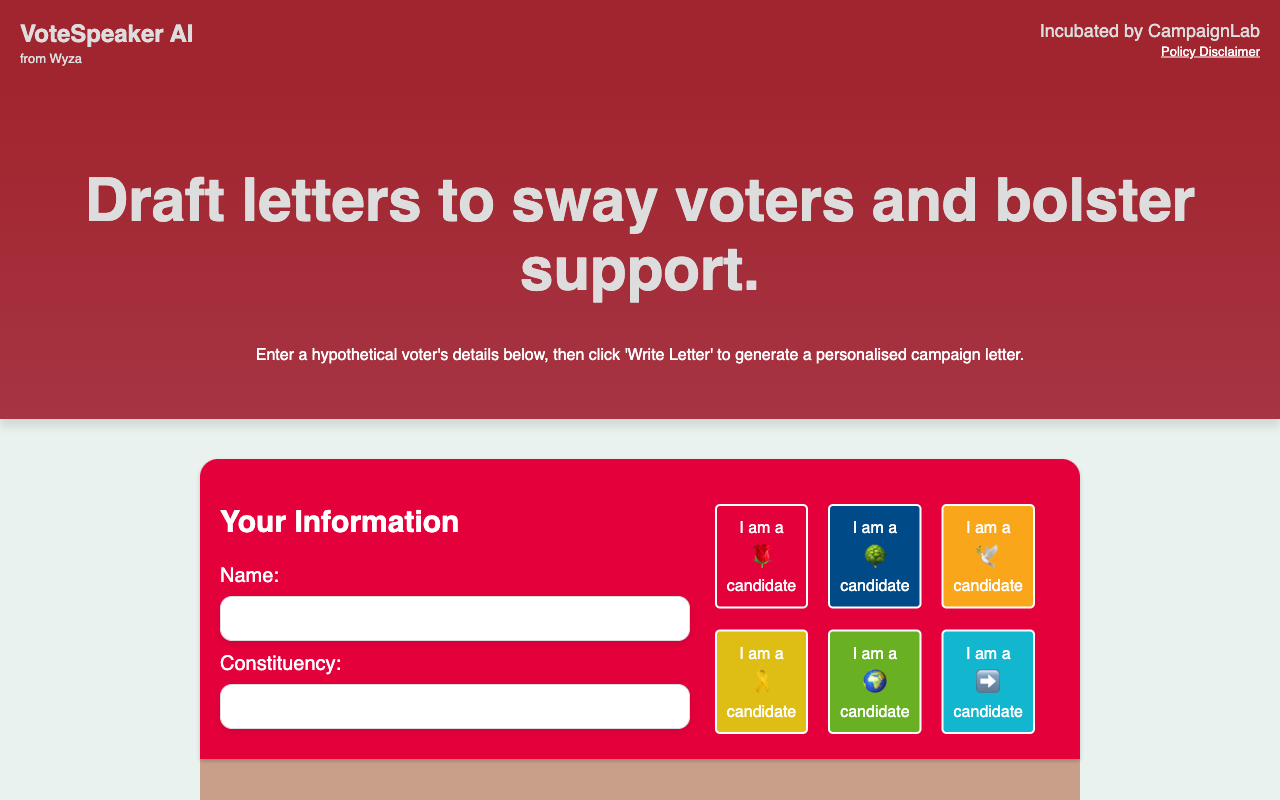 VoteSpeaker AI
from Wyza
Incubated by CampaignLab
Policy Disclaimer
Draft letters to sway voters and bolster
support.
Enter a hypothetical voter's details below, then click 'Write Letter' to generate a personalised campaign letter.
Your Information
Name:
Constituency:
I am a
candidate
I am a
candidate
I am a
candidate
I am a
candidate
I am a
candidate
I am a
candidate